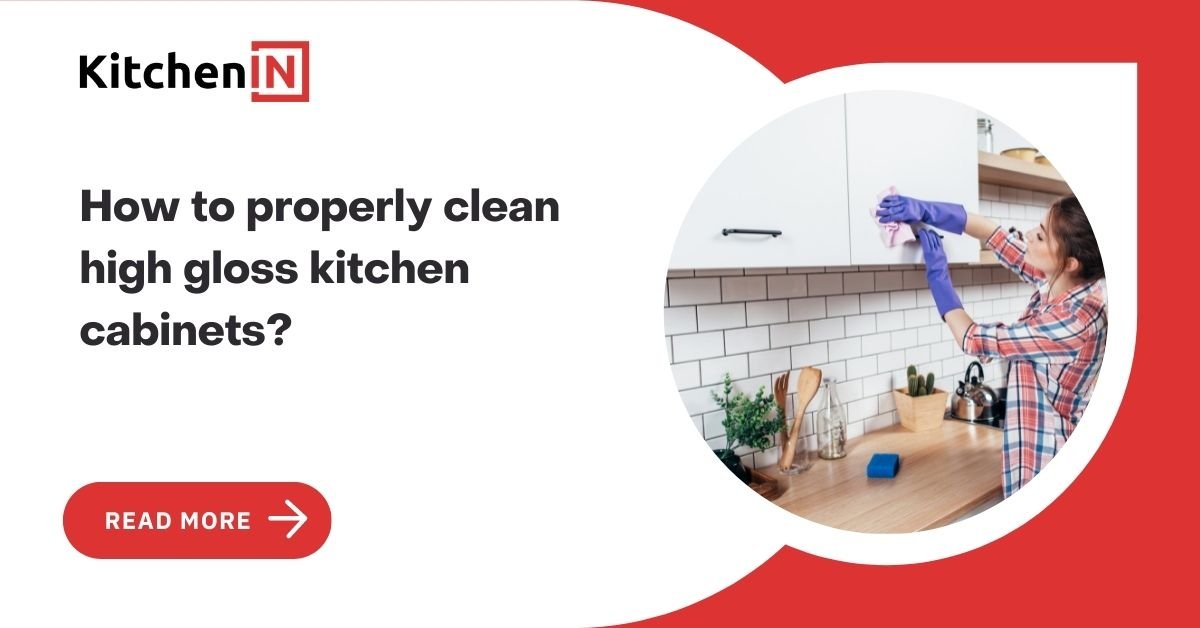 KitchenIN
How to properly clean
high gloss kitchen
cabinets?
READ MORE